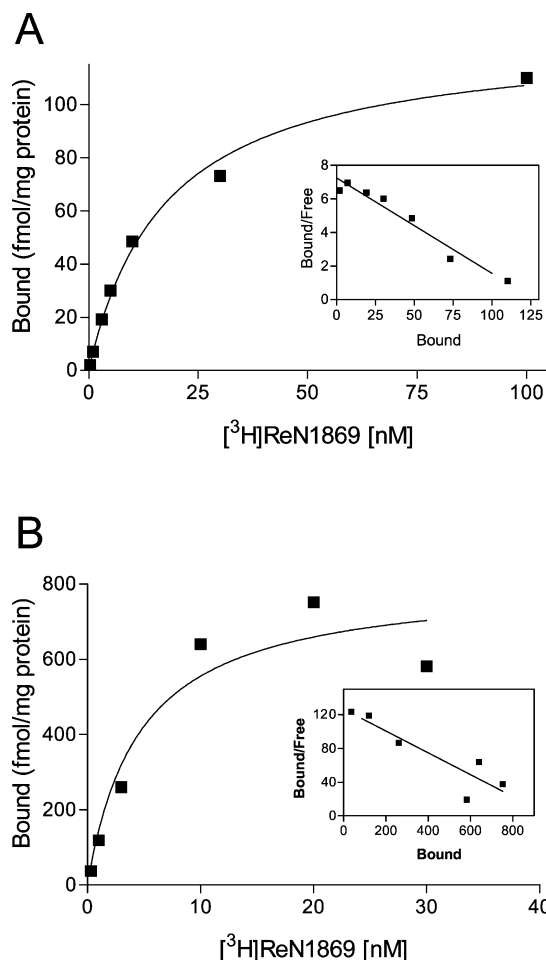 A
Bound (fmol/mg protein)
100
80
60
40
20
0
0 25 50 75 100
[³H]ReN1869 [nM]
Bound/Free
8
6
4
2
0
0 25 50 75 100 125
Bound
B
Bound (fmol/mg protein)
800
600
400
200
0
0 10 20 30 40
[³H]ReN1869 [nM]
Bound/Free
120
80
40
0
0 200 400 600 800
Bound